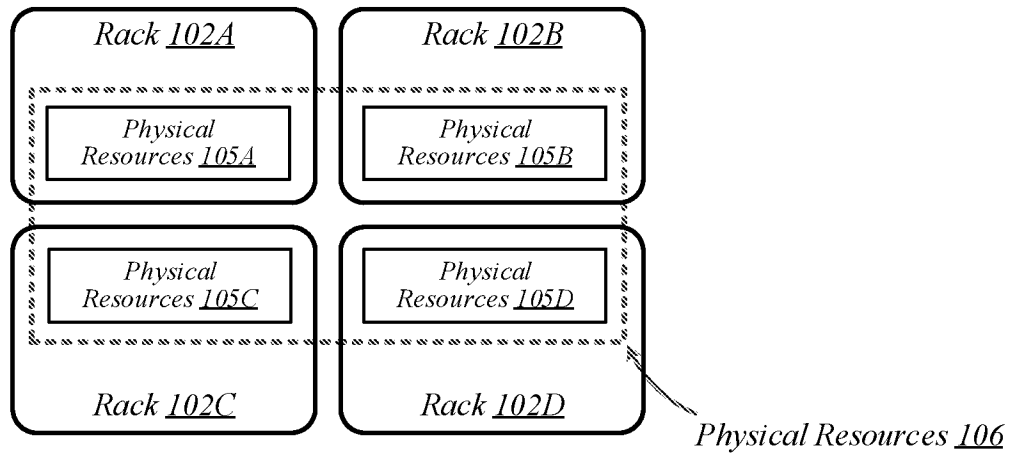 Rack 102A
Rack 102B
Physical
Resources 105A
Physical
Resources 105B
Physical
Resources 105C
Physical
Resources 105D
Rack 102C
Rack 102D
Physical Resources 106